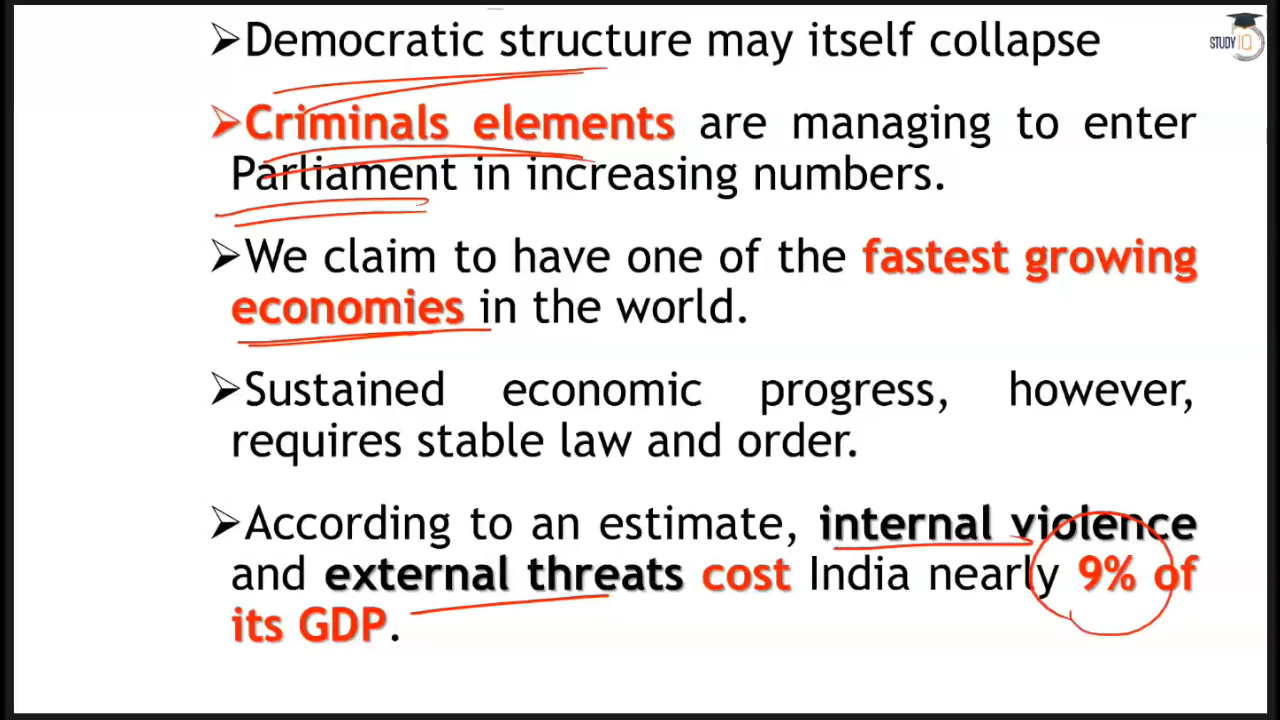 ➢Democratic structure may itself collapse
➢Criminals elements are managing to enter
Parliament in increasing numbers.
➢We claim to have one of the fastest growing
economies in the world.
➢Sustained economic progress, however,
requires stable law and order.
➢According to an estimate, internal violence
and external threats cost India nearly 9% of
its GDP.
STUDY IQ